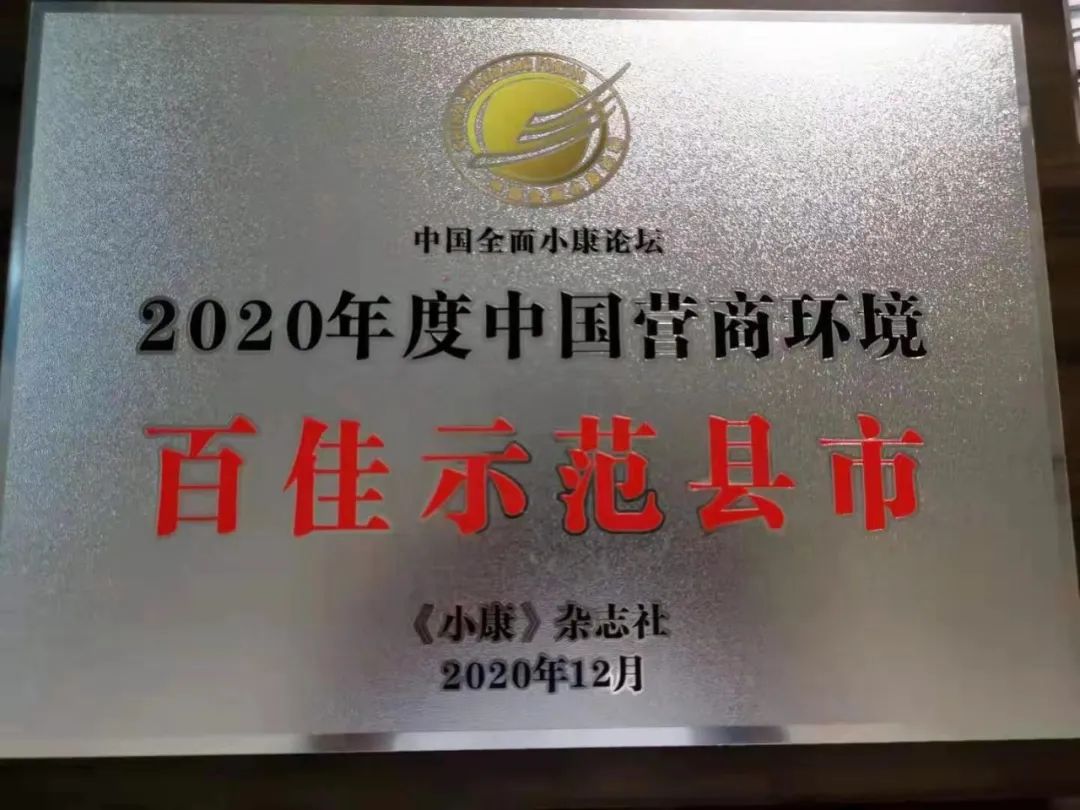 中国全面小康论坛
2020年度中国营商环境
百佳示范县市
《小康》杂志社
2020年12月